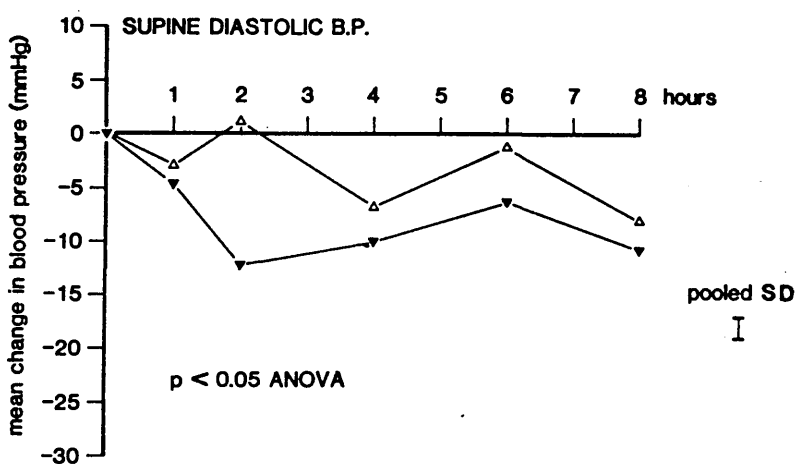 SUPINE DIASTOLIC B.P.
mean change in blood pressure (mmHg)
10
5
0
-5
-10
-15
-20
-25
-30
1 2 3 4 5 6 7 8 hours
pooled SD
p < 0.05 ANOVA